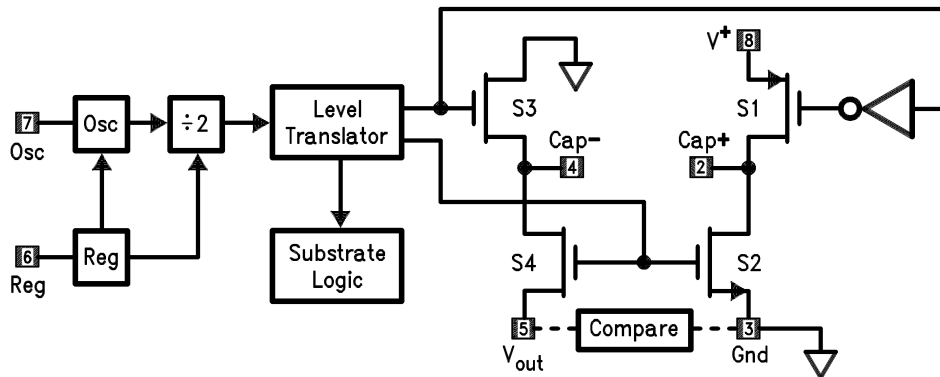 V+
8
S3
S1
7
Osc
Osc
÷2
Level
Translator
Cap-
4
Cap+
2
6
Reg
Reg
Substrate
Logic
S4
S2
5
Compare
3
Vout
Gnd